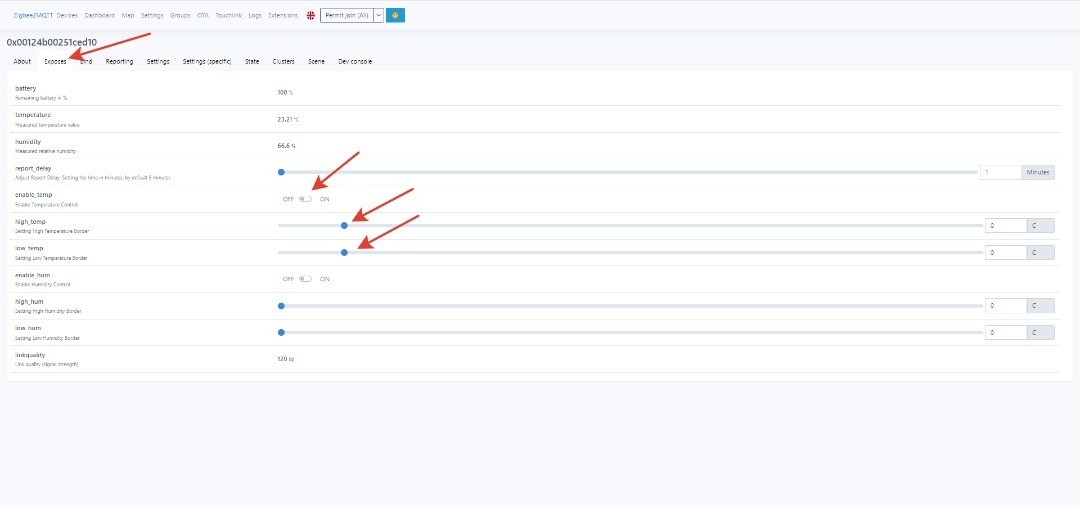 Zigbee2MQTT Devices Dashboard Map Settings Groups OTA Touchlink Logs Extensions Permit join (All)
0x00124b00251ced10
About Exposes Bind Reporting Settings Settings (specific) State Clusters Scene Dev console
battery
Remaining battery in %
100 %
temperature
Measured temperature value
23.21 °C
humidity
Measured relative humidity
66.6 %
report_delay
Adjust Report Delay. Setting the time in minutes, by default 5 minutes
1 Minutes
enable_temp
Enable Temperature Control
OFF ON
high_temp
Setting High Temperature Border
0 C
low_temp
Setting Low Temperature Border
0 C
enable_hum
Enable Humidity Control
OFF ON
high_hum
Setting High Humidity Border
0 C
low_hum
Setting Low Humidity Border
0 C
linkquality
Link quality (signal strength)
120 lqi